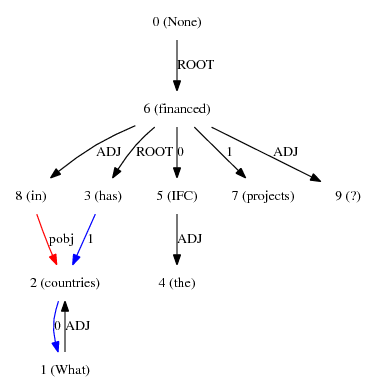 0 (None)
ROOT
6 (financed)
ADJ ROOT 0 1 ADJ
8 (in) 3 (has) 5 (IFC) 7 (projects) 9 (?)
pobj 1 ADJ
2 (countries) 4 (the)
0 ADJ
1 (What)